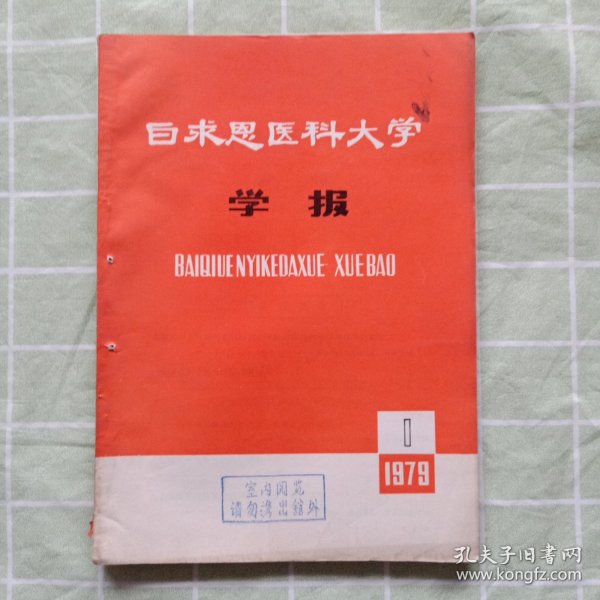 白求恩医科大学
学报
BAIQIUENYIKEDAXUE XUEBAO
1
1979
室内阅览
请勿携出馆外
孔夫子旧书网
www.kongfz.com